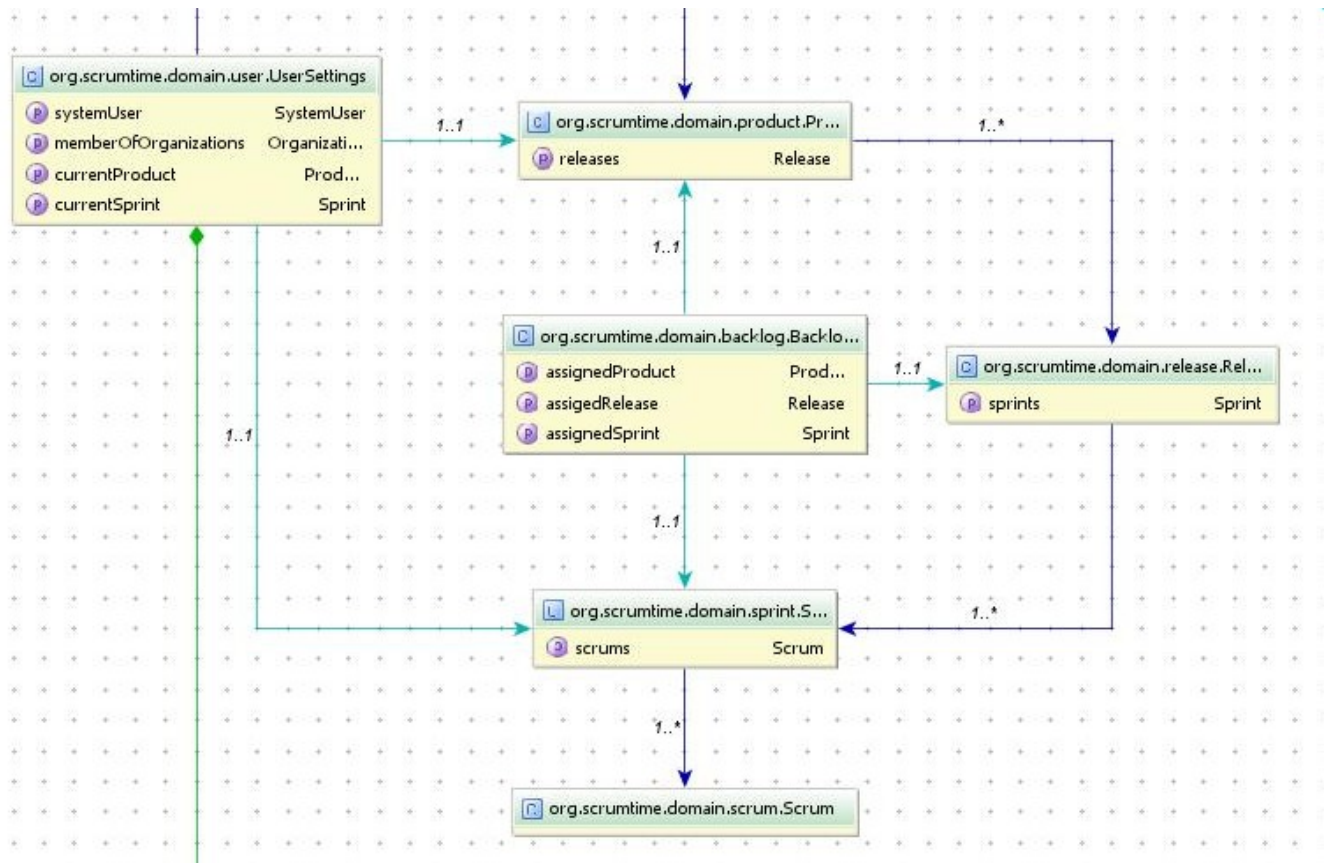 org.scrumtime.domain.user.UserSettings
systemUser SystemUser
memberOfOrganizations Organizati...
currentProduct Prod...
currentSprint Sprint
1..1
org.scrumtime.domain.product.Pr...
releases Release
1..*
1..1
org.scrumtime.domain.backlog.Backlo...
assignedProduct Prod...
assigedRelease Release
assignedSprint Sprint
1..1
org.scrumtime.domain.release.Rel...
sprints Sprint
1..1
1..1
org.scrumtime.domain.sprint.S...
scrums Scrum
1..*
1..*
org.scrumtime.domain.scrum.Scrum